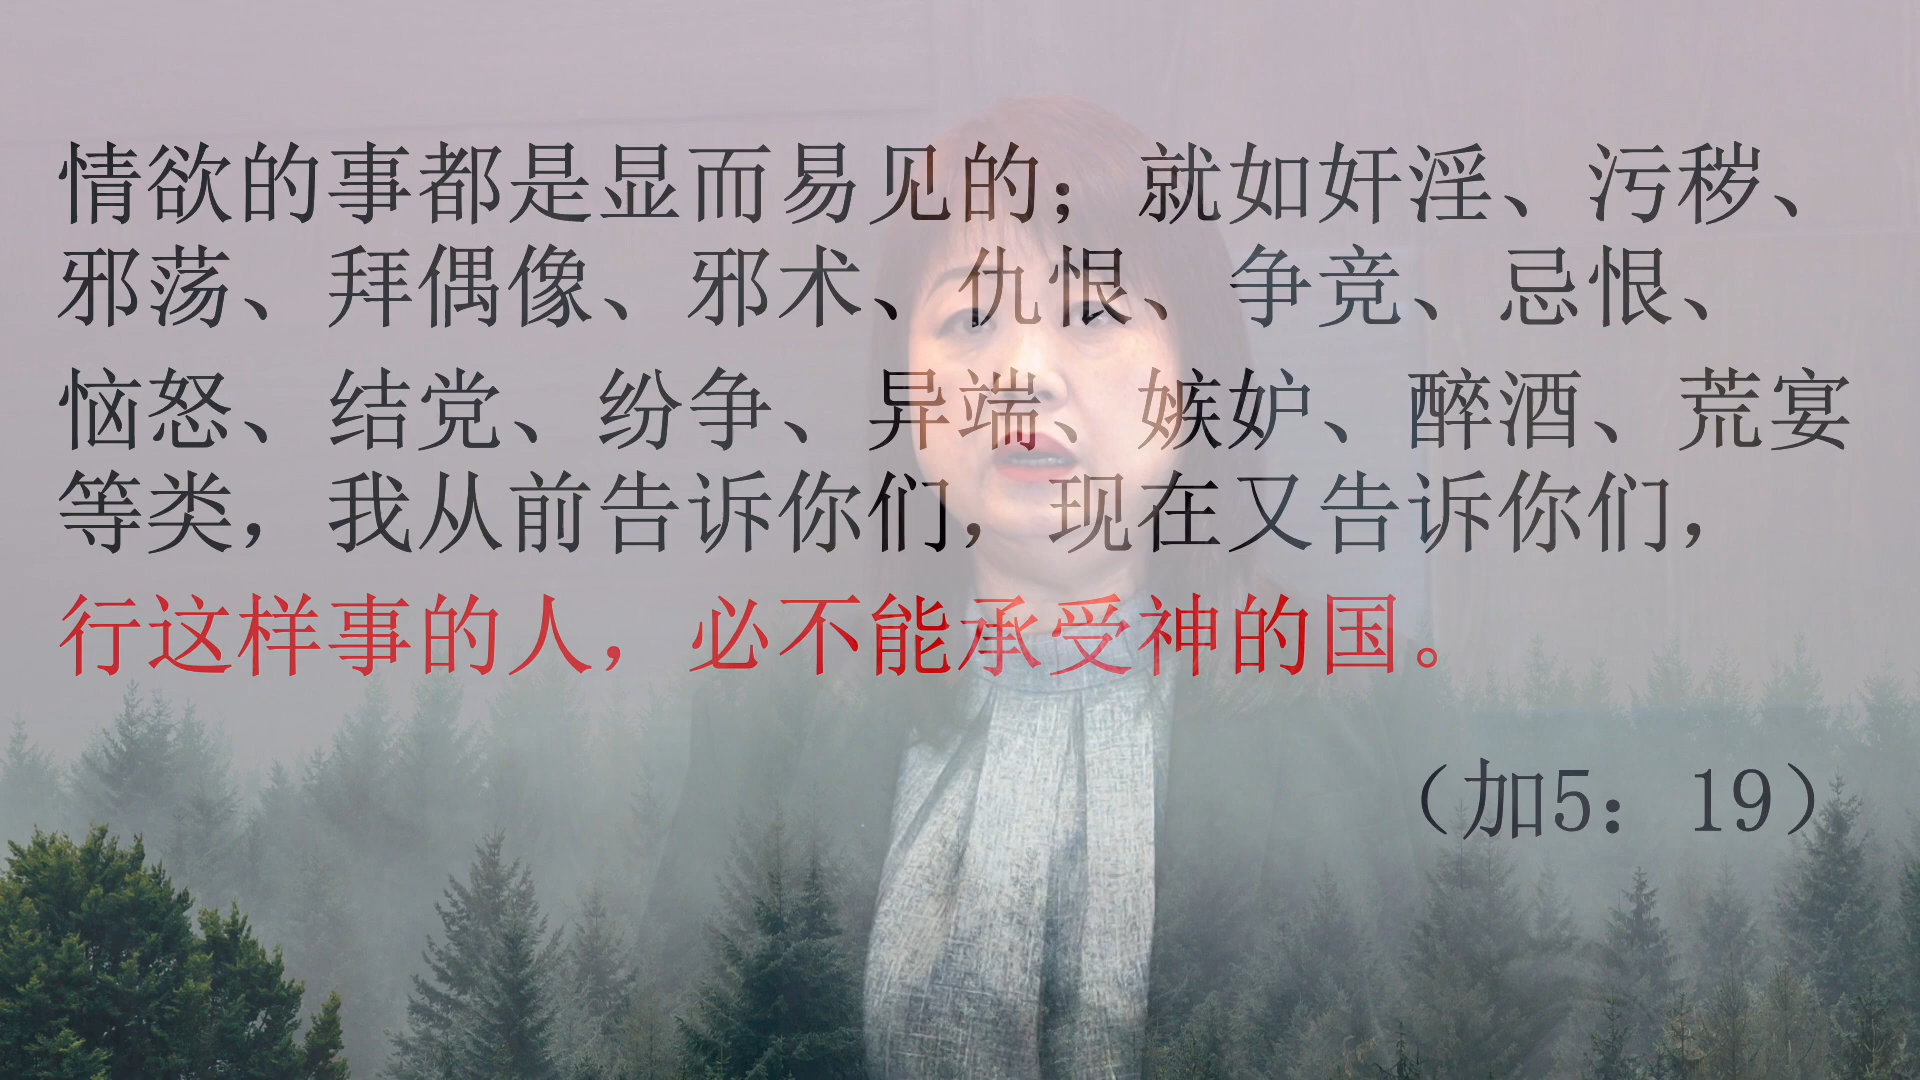 情欲的事都是显而易见的；就如奸淫、污秽、
邪荡、拜偶像、邪术、仇恨、争竞、忌恨、
恼怒、结党、纷争、异端、嫉妒、醉酒、荒宴
等类，我从前告诉你们，现在又告诉你们，
行这样事的人，必不能承受神的国。
（加5：19）